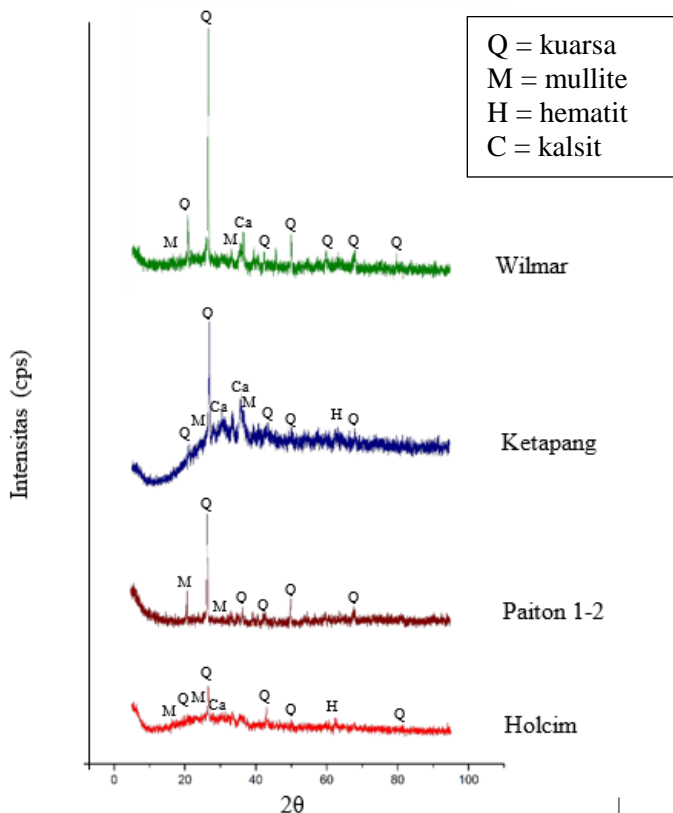 Q = kuarsa
M = mullite
H = hematit
C = kalsit
Q
Q
M
M
Ca
Q
Q
Q
Q
Q
Wilmar
Q
Q
M
Ca
Ca
M
Q
Q
H
Q
Ketapang
Q
M
M
Q
Q
Q
Q
Paiton 1-2
Q
M
Q
M
Ca
Q
Q
H
Q
Holcim
Intensitas (cps)
0 20 40 60 80 100
2θ